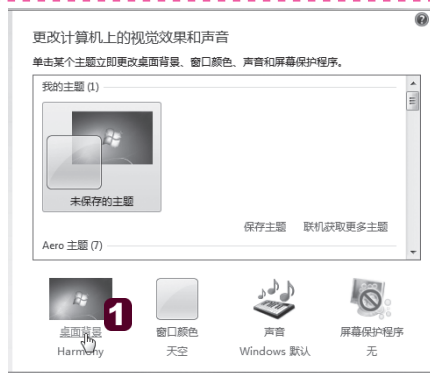 更改计算机上的视觉效果和声音
单击某个主题立即更改桌面背景、窗口颜色、声音和屏幕保护程序。
我的主题 (1)
未保存的主题
保存主题 联机获取更多主题
Aero 主题 (7)
1
桌面背景 窗口颜色 声音 屏幕保护程序
Harmony 天空 Windows 默认 无